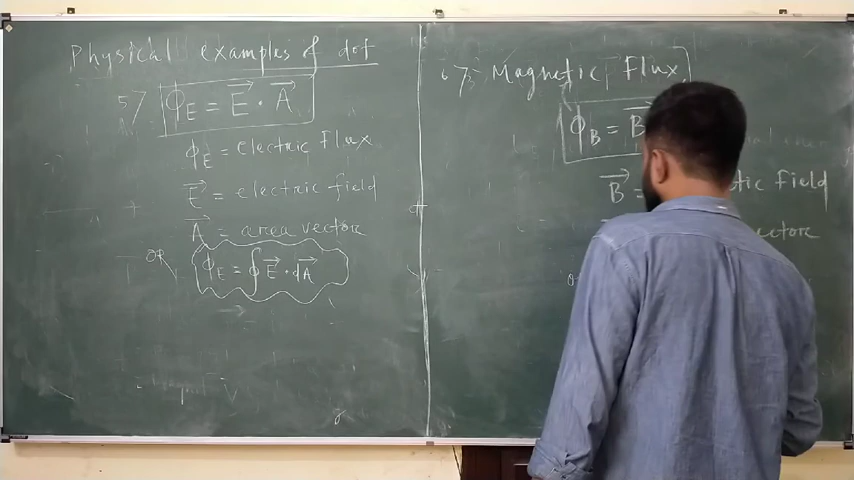 Physical examples of dot
5) ϕE = E⃗ · A⃗
ϕE = electric Flux
E⃗ = electric field
A⃗ = area vector
OR
ϕE = ∮ E⃗ · dA⃗
6) Magnetic Flux
ϕB = B⃗
B⃗ = tic Field